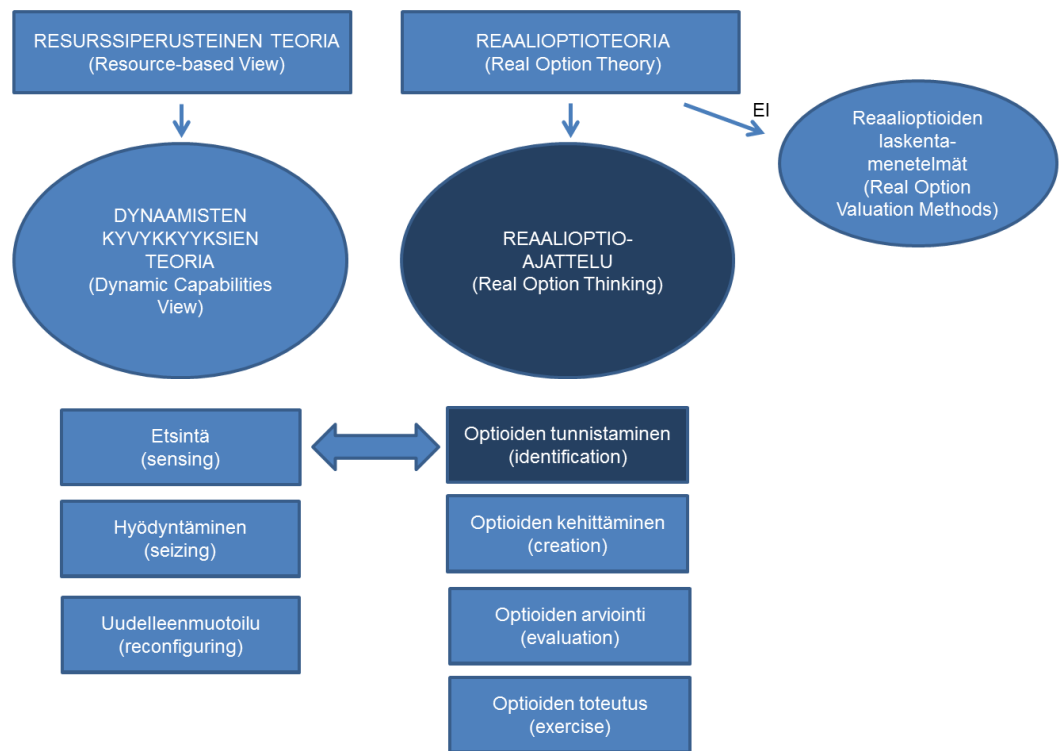 RESURSSIPERUSTEINEN TEORIA
(Resource-based View)
REAALIOPTIOTEORIA
(Real Option Theory)
EI
Reaalioptioiden
laskenta-
menetelmät
(Real Option
Valuation Methods)
DYNAAMISTEN
KYVYKKYYKSIEN
TEORIA
(Dynamic Capabilities
View)
REAALIOPTIO-
AJATTELU
(Real Option Thinking)
Etsintä
(sensing)
Optioiden tunnistaminen
(identification)
Hyödyntäminen
(seizing)
Optioiden kehittäminen
(creation)
Uudelleenmuotoilu
(reconfiguring)
Optioiden arviointi
(evaluation)
Optioiden toteutus
(exercise)